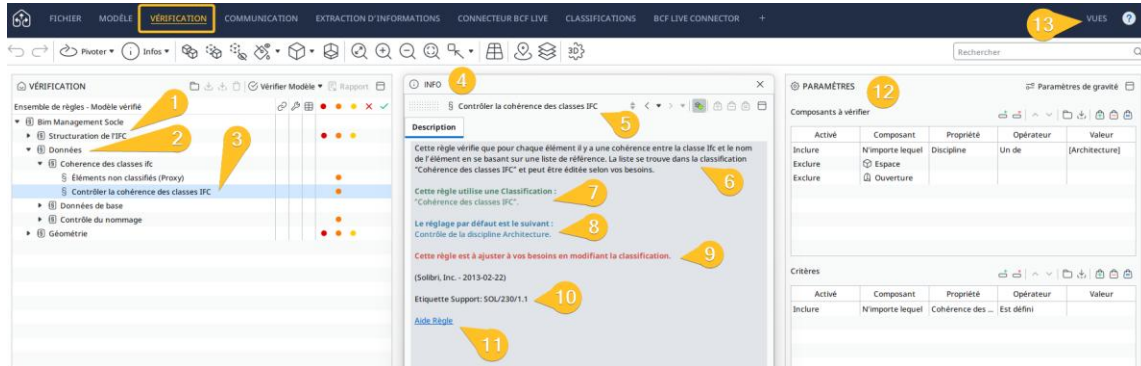 FICHIER MODÈLE VÉRIFICATION COMMUNICATION EXTRACTION D'INFORMATIONS CONNECTEUR BCF LIVE CLASSIFICATIONS BCF LIVE CONNECTOR + 13 VUES ?
Pivoter Infos 3D Rechercher
VÉRIFICATION Vérifier Modèle Rapport
Ensemble de règles - Modèle vérifié
1
Bim Management Socle
Structuration de l'IFC
2
Données
3
Coherence des classes ifc
§ Éléments non classifiés (Proxy)
§ Contrôler la cohérence des classes IFC
Données de base
Contrôle du nommage
Géométrie
INFO 4
§ Contrôler la cohérence des classes IFC
5
Description
Cette règle vérifie que pour chaque élément il y a une cohérence entre la classe Ifc et le nom
de l'élément en se basant sur une liste de référence. La liste se trouve dans la classification
"Cohérence des classes IFC" et peut être éditée selon vos besoins.
6
Cette règle utilise une Classification :
"Cohérence des classes IFC".
7
Le réglage par défaut est le suivant :
Contrôle de la discipline Architecture.
8
Cette règle est à ajuster à vos besoins en modifiant la classification.
9
(Solibri, Inc. - 2013-02-22)
Etiquette Support: SOL/230/1.1
10
Aide Règle
11
PARAMÈTRES 12 Paramètres de gravité
Composants à vérifier
Activé Composant Propriété Opérateur Valeur
Inclure N'importe lequel Discipline Un de [Architecture]
Exclure Espace
Exclure Ouverture
Critères
Activé Composant Propriété Opérateur Valeur
Inclure N'importe lequel Cohérence des ... Est défini